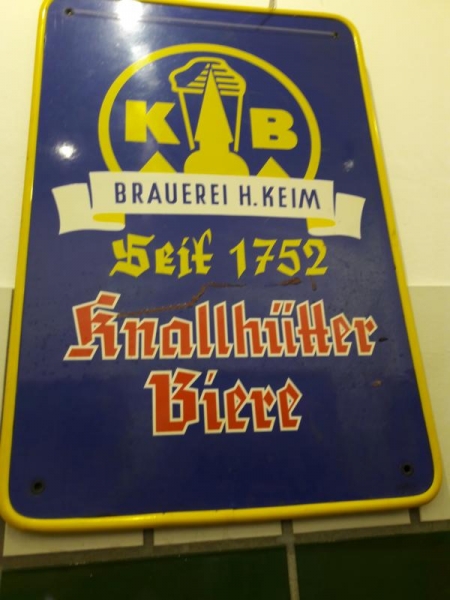 K B
BRAUEREI H. KEIM
Seit 1752
Knallhütter
Biere